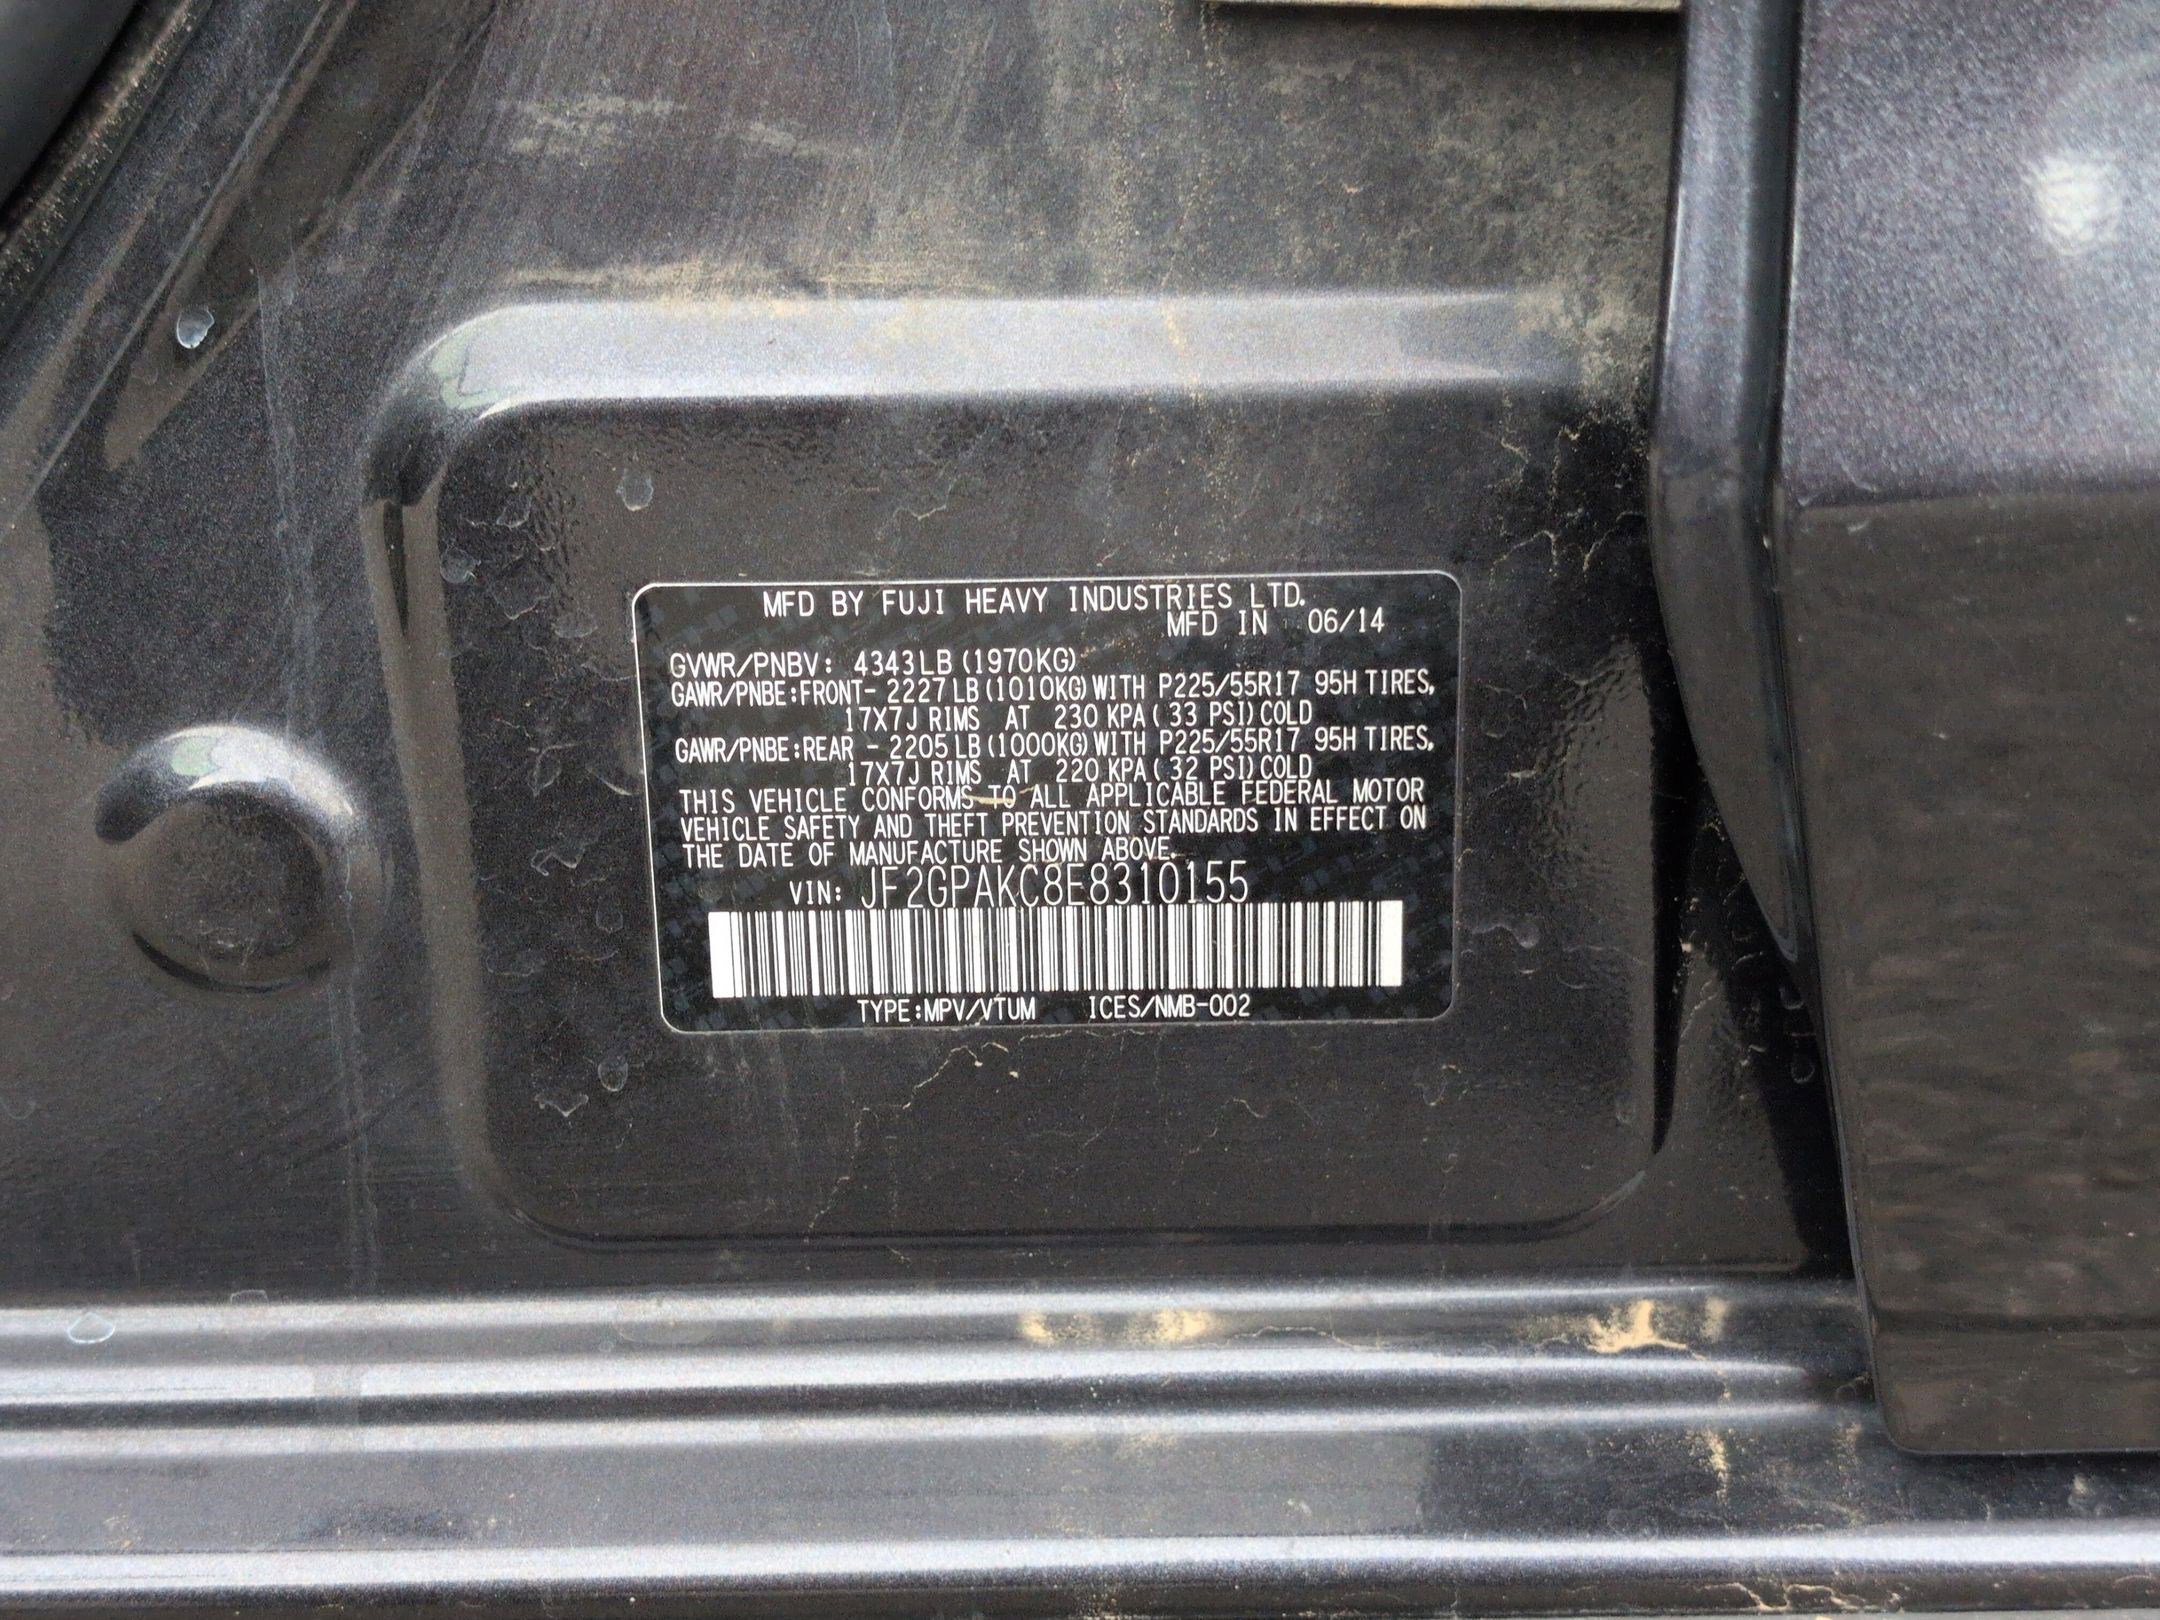 MFD BY FUJI HEAVY INDUSTRIES LTD.
MFD IN 06/14
GVWR/PNBV: 4343LB(1970KG)
GAWR/PNBE:FRONT- 2227LB(1010KG)WITH P225/55R17 95H TIRES,
17X7J RIMS AT 230 KPA( 33 PSI)COLD
GAWR/PNBE:REAR - 2205LB(1000KG)WITH P225/55R17 95H TIRES,
17X7J RIMS AT 220 KPA( 32 PSI)COLD
THIS VEHICLE CONFORMS TO ALL APPLICABLE FEDERAL MOTOR
VEHICLE SAFETY AND THEFT PREVENTION STANDARDS IN EFFECT ON
THE DATE OF MANUFACTURE SHOWN ABOVE.
VIN: JF2GPAKC8E8310155
TYPE:MPV/VTUM ICES/NMB-002